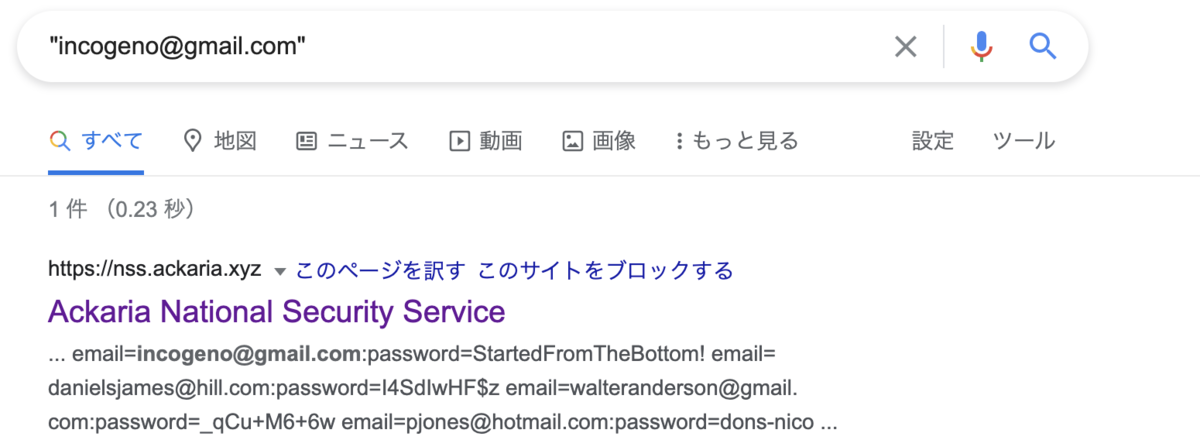 "incogeno@gmail.com"
すべて 地図 ニュース 動画 画像 もっと見る 設定 ツール
1 件 （0.23 秒）
https://nss.ackaria.xyz このページを訳す このサイトをブロックする
Ackaria National Security Service
... email=incogeno@gmail.com:password=StartedFromTheBottom! email=
danielsjames@hill.com:password=I4SdIwHF$z email=walteranderson@gmail.
com:password=_qCu+M6+6w email=pjones@hotmail.com:password=dons-nico ...